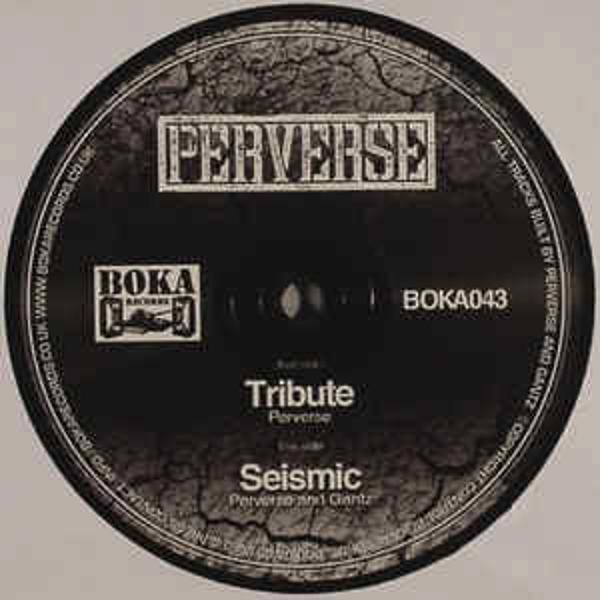 PERVERSE
BOKA
RECORDS
BOKA043
Tribute
Perverse
Seismic
Perverse and Gantz
ALL TRACKS BUILT BY PERVERSE AND GANTZ
WWW.BOKARECORDS.CO.UK